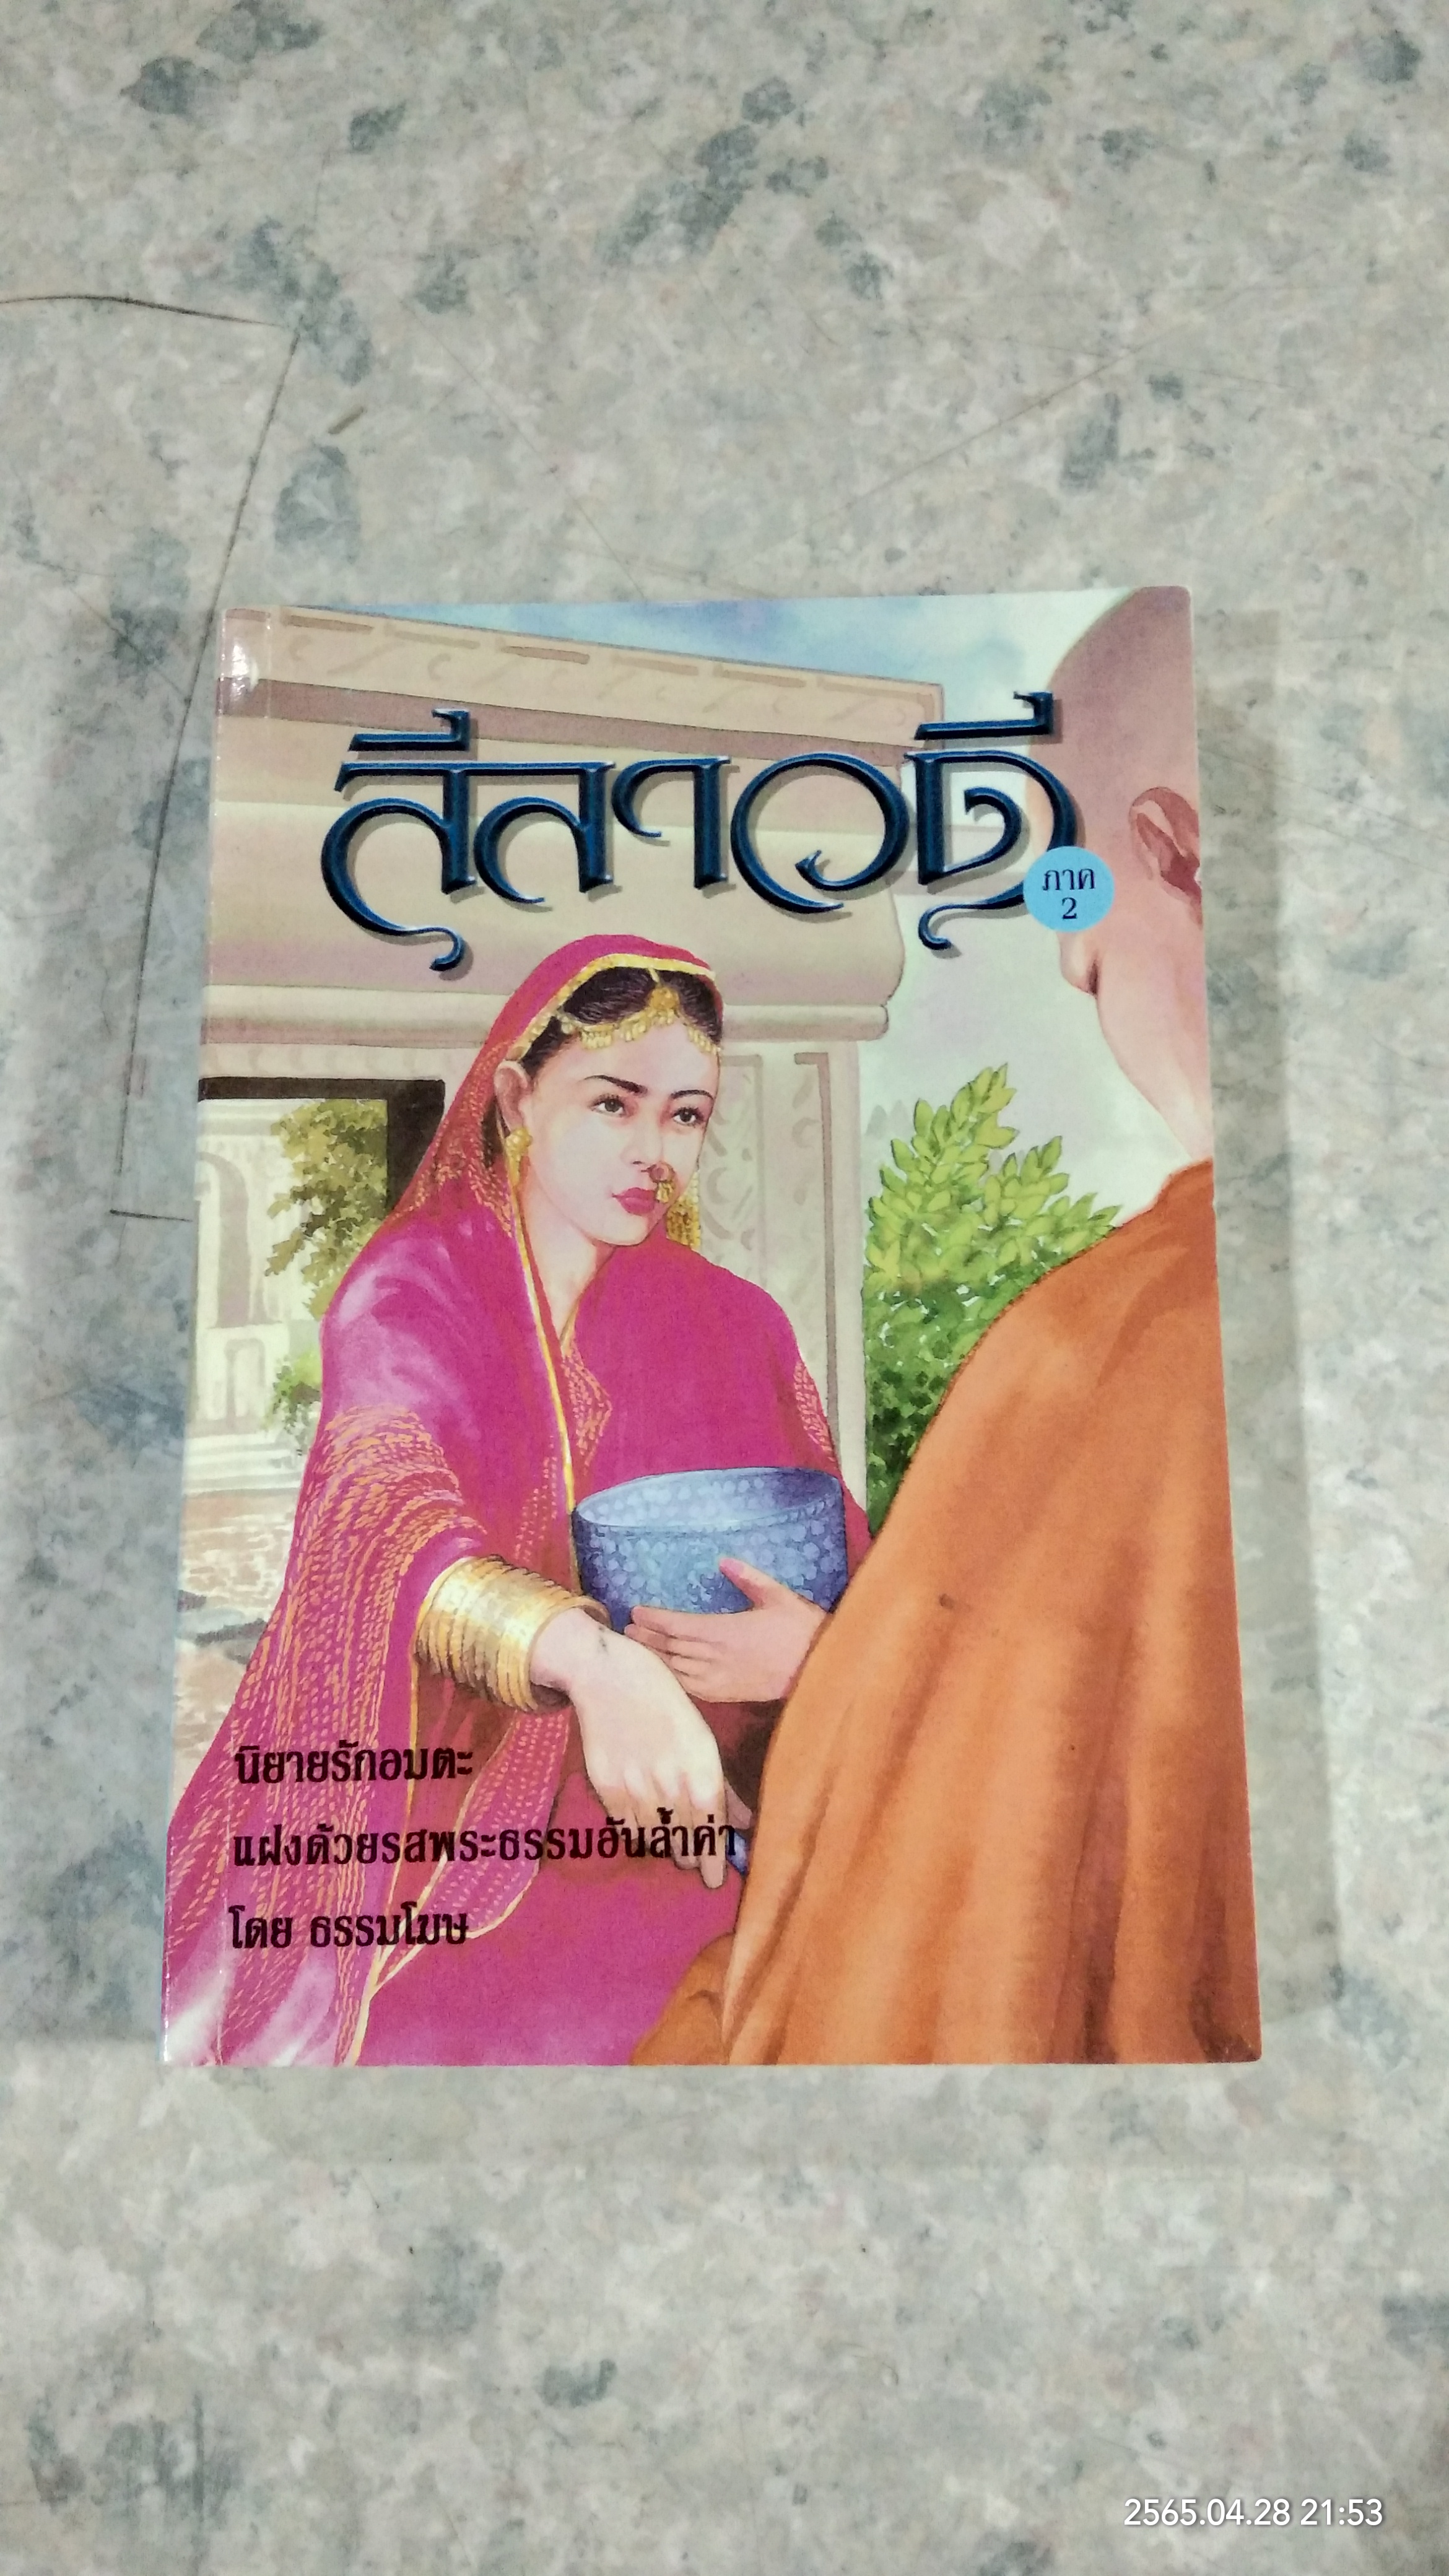 ลีลาวดี
ภาค
2
นิยายรักอมตะ
แฝงด้วยรสพระธรรมอันล้ำค่า
โดย ธรรมโฆษ
2565.04.28 21:53